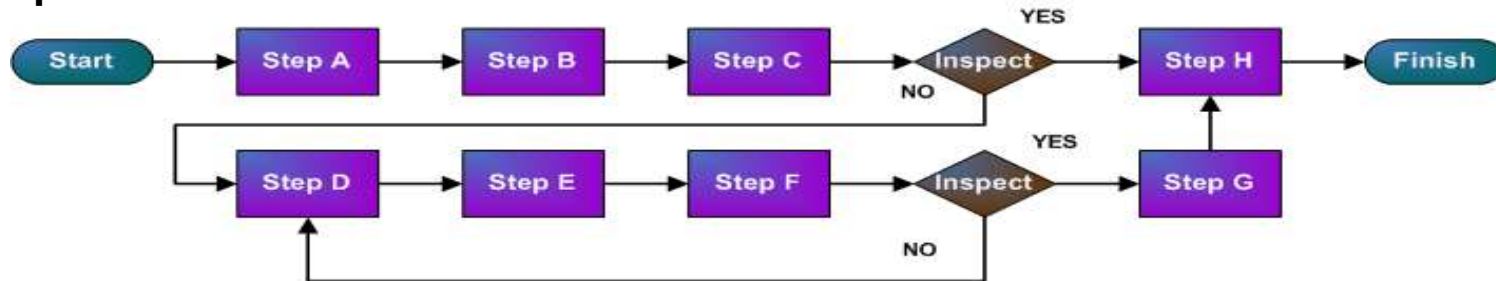 YES
Start Step A Step B Step C Inspect Step H Finish
NO
YES
Step D Step E Step F Inspect Step G
NO